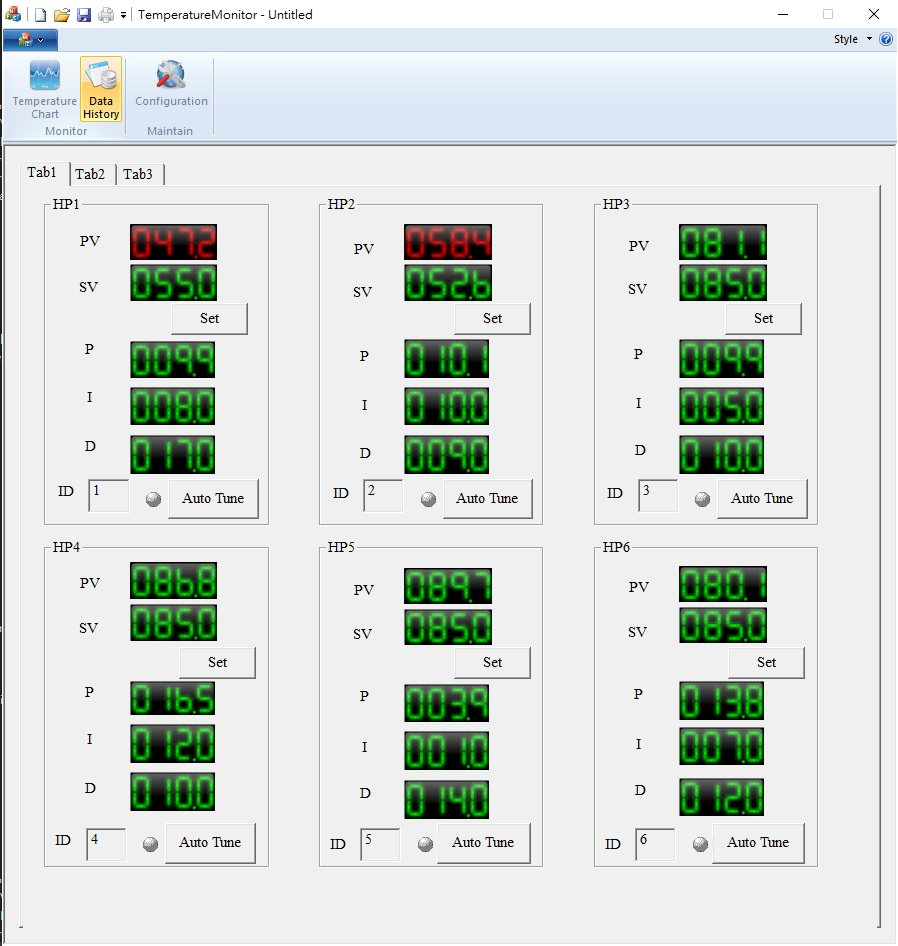 TemperatureMonitor - Untitled
Style
Temperature Chart
Data History
Configuration
Monitor
Maintain
Tab1 Tab2 Tab3
HP1
PV 047.2
SV 055.0
Set
P 009.9
I 008.0
D 017.0
ID 1 Auto Tune
HP2
PV 058.4
SV 052.6
Set
P 010.1
I 010.0
D 009.0
ID 2 Auto Tune
HP3
PV 081.1
SV 085.0
Set
P 009.9
I 005.0
D 010.0
ID 3 Auto Tune
HP4
PV 086.8
SV 085.0
Set
P 016.5
I 012.0
D 010.0
ID 4 Auto Tune
HP5
PV 089.7
SV 085.0
Set
P 003.9
I 001.0
D 014.0
ID 5 Auto Tune
HP6
PV 080.1
SV 085.0
Set
P 013.8
I 007.0
D 012.0
ID 6 Auto Tune